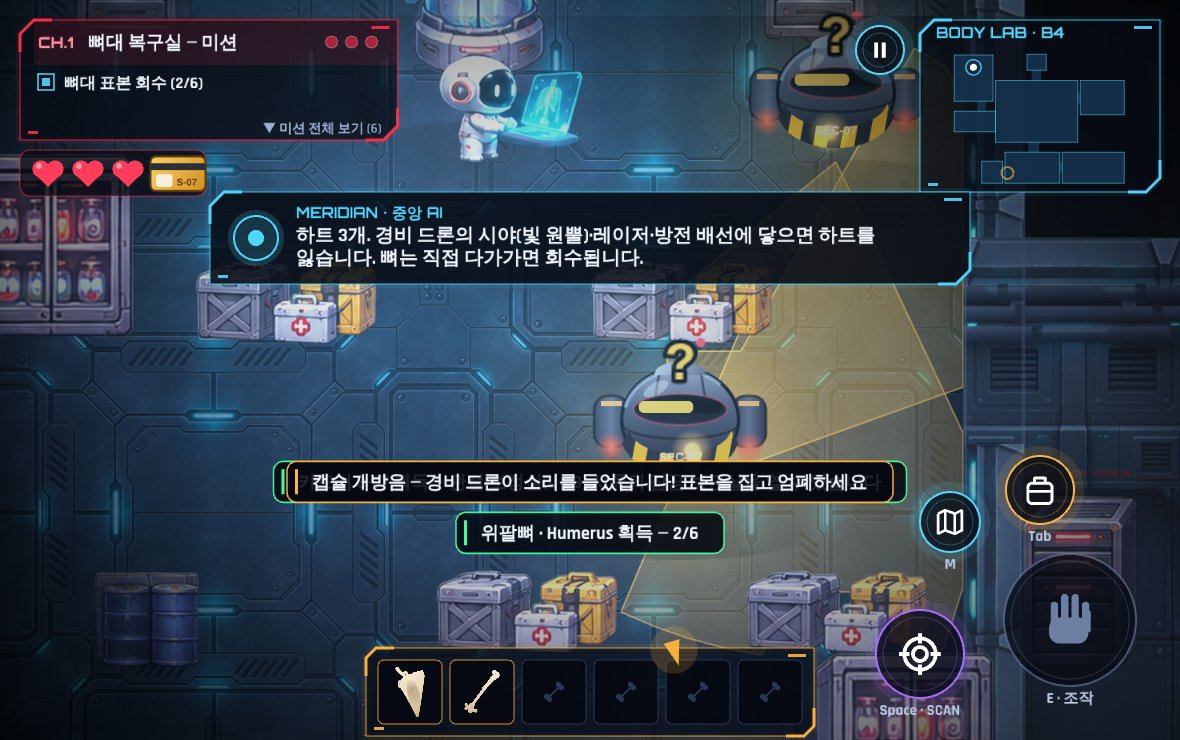 CH.1 뼈대 복구실 – 미션
뼈대 표본 회수 (2/6)
▼ 미션 전체 보기 (6)
S-07
BODY LAB · B4
SEC-07
MERIDIAN · 중앙 AI
하트 3개. 경비 드론의 시야(빛 원뿔)·레이저·방전 배선에 닿으면 하트를
잃습니다. 뼈는 직접 다가가면 회수됩니다.
SEC-07
캡슐 개방음 – 경비 드론이 소리를 들었습니다! 표본을 집고 엄폐하세요
위팔뼈 · Humerus 획득 – 2/6
Tab
M
Space · SCAN
E · 조작